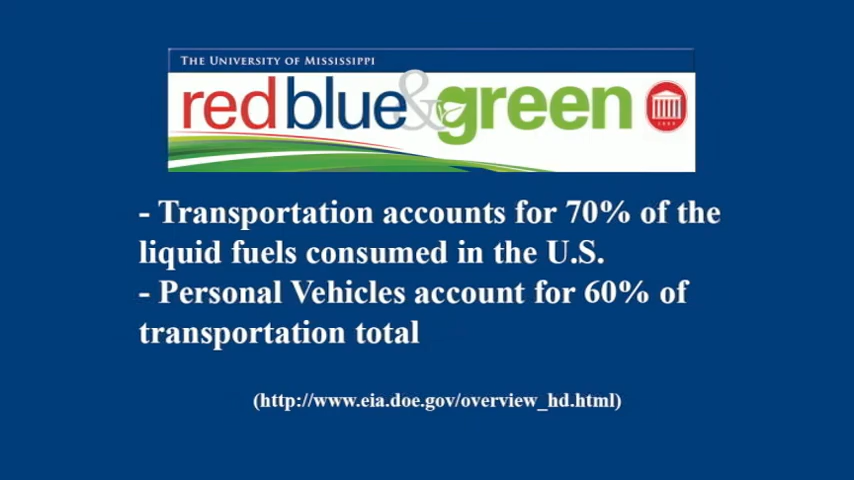 THE UNIVERSITY OF MISSISSIPPI
red blue & green
- Transportation accounts for 70% of the
liquid fuels consumed in the U.S.
- Personal Vehicles account for 60% of
transportation total
(http://www.eia.doe.gov/overview_hd.html)